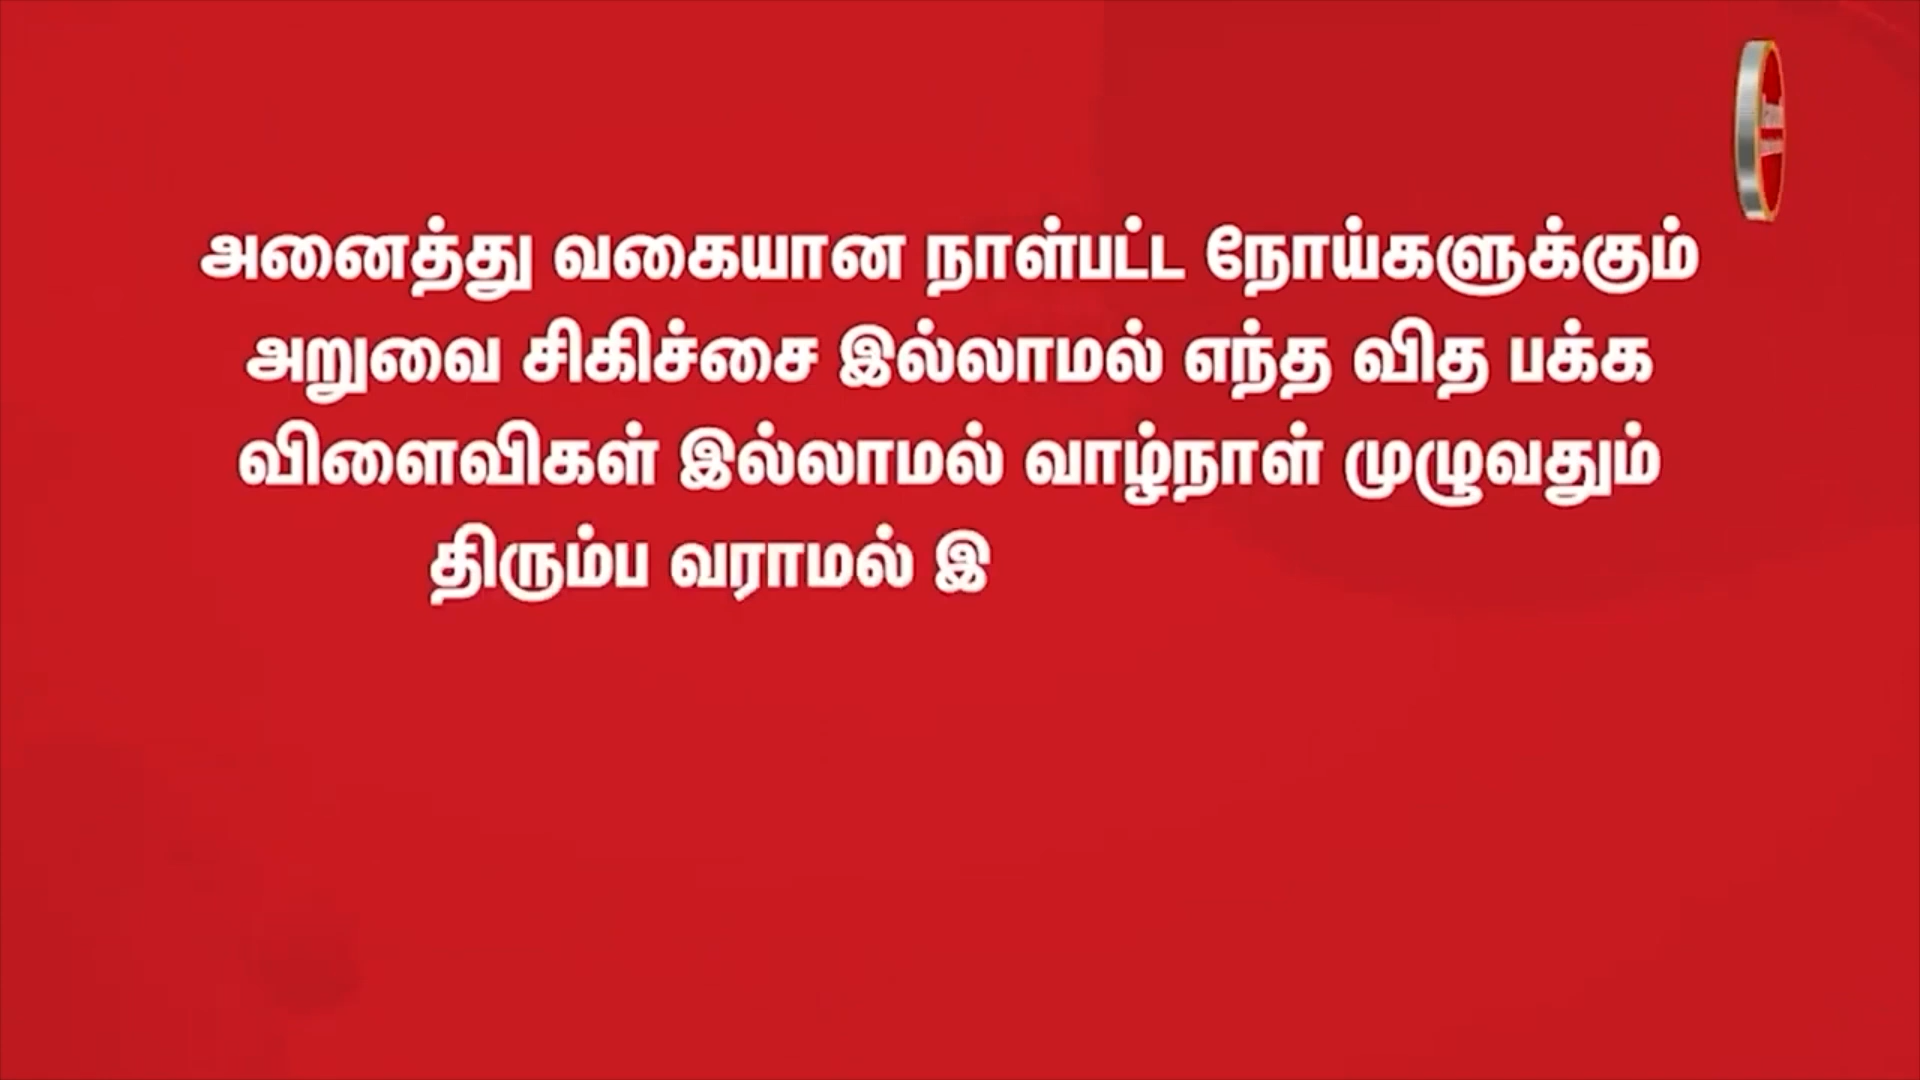 அனைத்து வகையான நாள்பட்ட நோய்களுக்கும்
அறுவை சிகிச்சை இல்லாமல் எந்த வித பக்க
விளைவிகள் இல்லாமல் வாழ்நாள் முழுவதும்
திரும்ப வராமல் இ